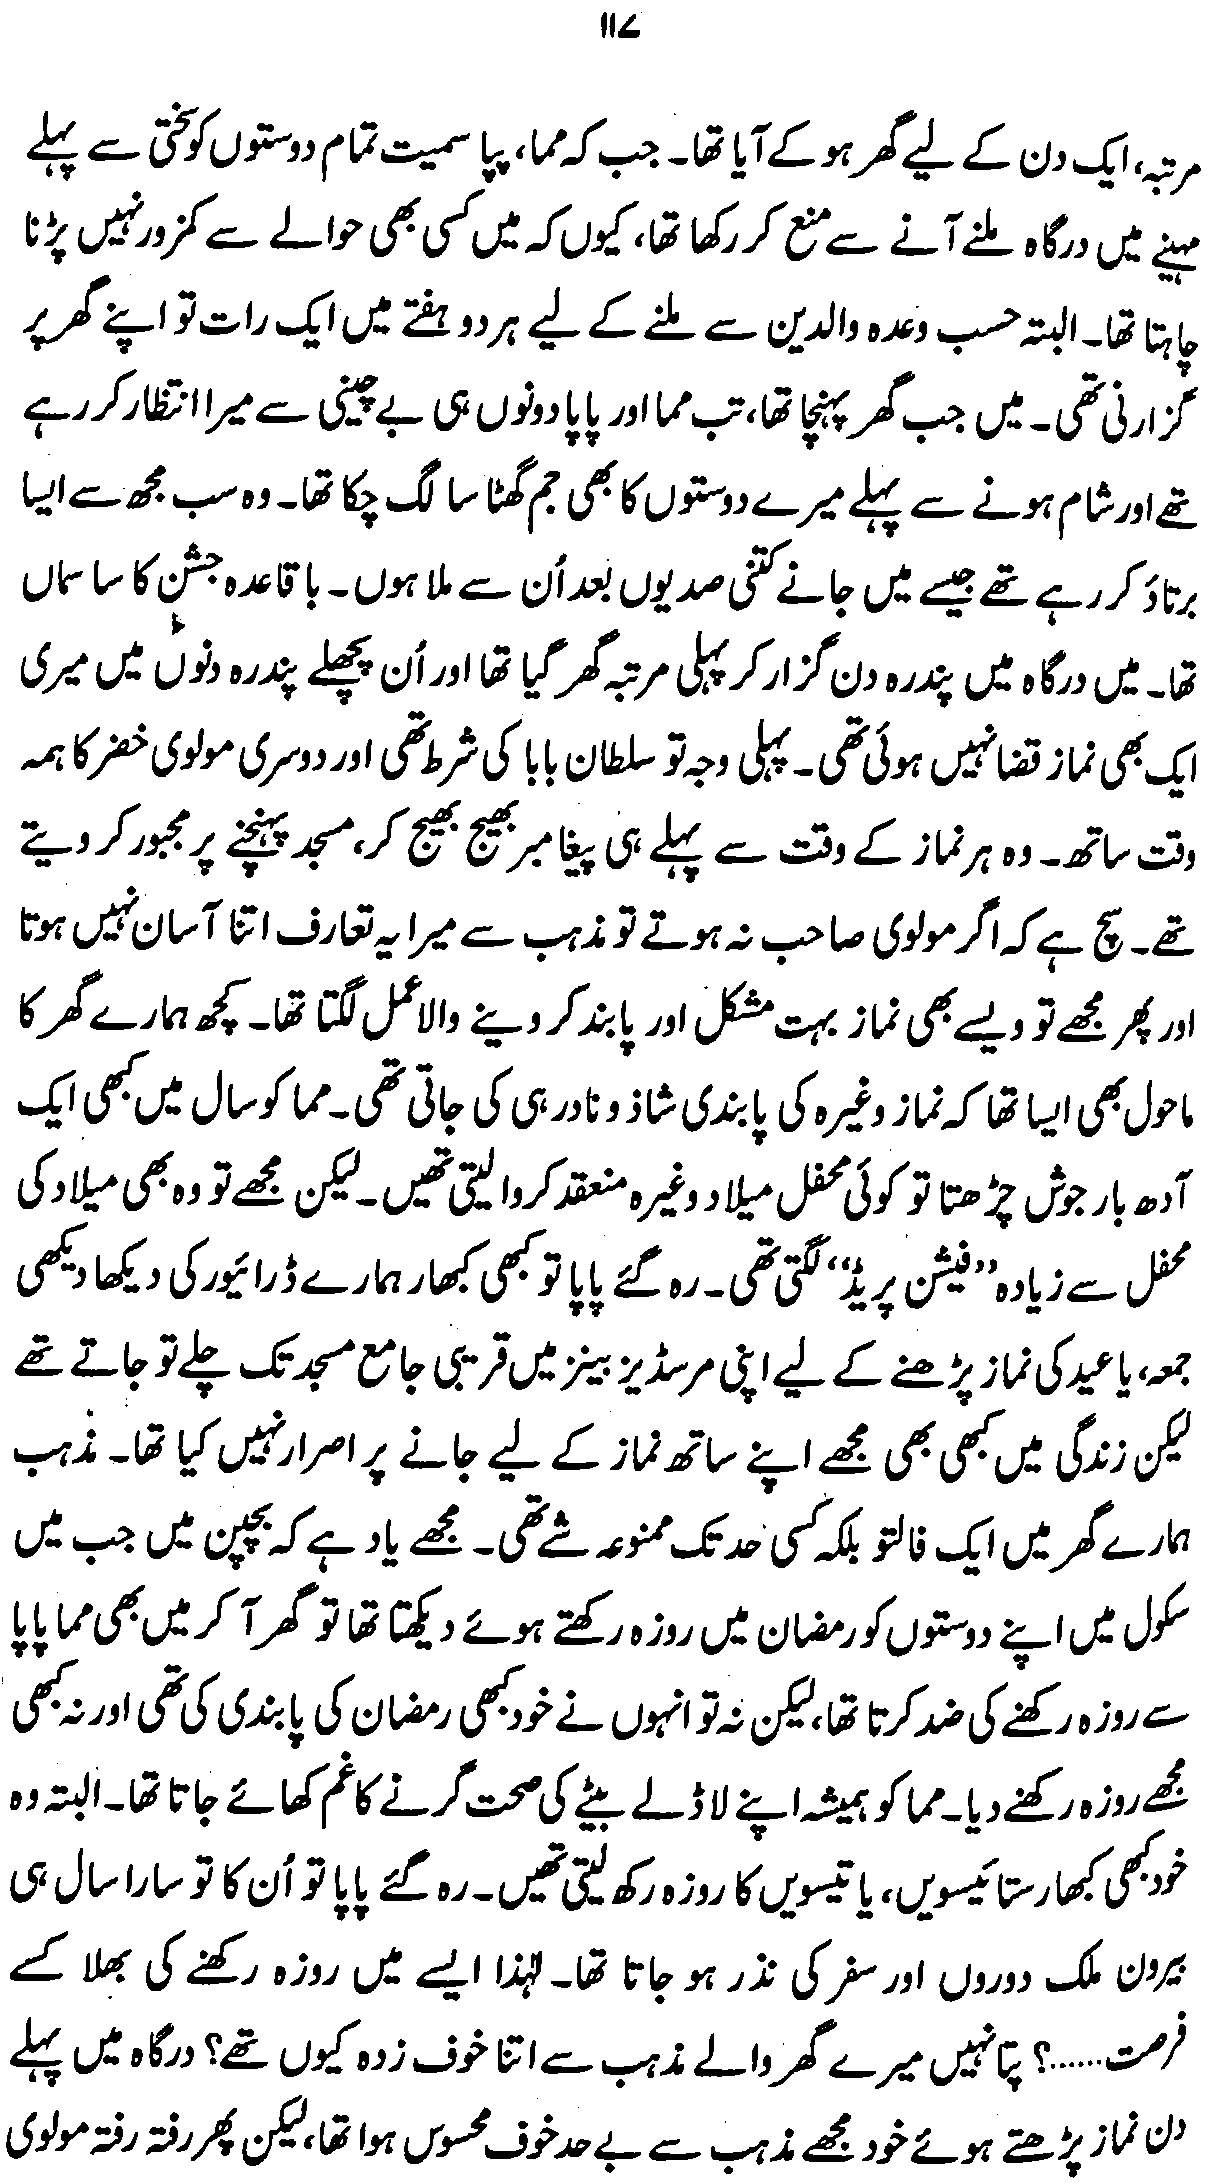 ۱۱۷
مرتبہ، ایک دن کے لیے گھر ہو کے آیا تھا۔ جب کہ مما، پپا سمیت تمام دوستوں کو سختی سے پہلے
مہینے میں درگاہ ملنے آنے سے منع کر رکھا تھا، کیوں کہ میں کسی بھی حوالے سے کمزور نہیں پڑنا
چاہتا تھا۔ البتہ حسب وعدہ والدین سے ملنے کے لیے ہر دو ہفتے میں ایک رات تو اپنے گھر پر
گزارنی تھی۔ میں جب گھر پہنچا تھا، تب مما اور پاپا دونوں ہی بے چینی سے میرا انتظار کر رہے
تھے اور شام ہونے سے پہلے میرے دوستوں کا بھی جم گھٹا سا لگ چکا تھا۔ وہ سب مجھ سے ایسا
برتاؤ کر رہے تھے جیسے میں جانے کتنی صدیوں بعد اُن سے ملا ہوں۔ با قاعدہ جشن کا سا سماں
تھا۔ میں درگاہ میں پندرہ دن گزار کر پہلی مرتبہ گھر گیا تھا اور اُن پچھلے پندرہ دنوں میں میری
ایک بھی نماز قضا نہیں ہوئی تھی۔ پہلی وجہ تو سلطان بابا کی شرط تھی اور دوسری مولوی خضر کا ہمہ
وقت ساتھ۔ وہ ہر نماز کے وقت سے پہلے ہی پیغامبر بھیج بھیج کر، مسجد پہنچنے پر مجبور کر دیتے
تھے۔ سچ ہے کہ اگر مولوی صاحب نہ ہوتے تو مذہب سے میرا یہ تعارف اتنا آسان نہیں ہوتا
اور پھر مجھے تو ویسے بھی نماز بہت مشکل اور پابند کر دینے والا عمل لگتا تھا۔ کچھ ہمارے گھر کا
ماحول بھی ایسا تھا کہ نماز وغیرہ کی پابندی شاذ و نادر ہی کی جاتی تھی۔ مما کو سال میں کبھی ایک
آدھ بار جوش چڑھتا تو کوئی محفل میلاد وغیرہ منعقد کروا لیتی تھیں۔ لیکن مجھے تو وہ بھی میلاد کی
محفل سے زیادہ ”فیشن پریڈ“ لگتی تھی۔ رہ گئے پاپا تو کبھی کبھار ہمارے ڈرائیور کی دیکھا دیکھی
جمعہ، یا عید کی نماز پڑھنے کے لیے اپنی مرسڈیز بینز میں قریبی جامع مسجد تک چلے تو جاتے تھے
لیکن زندگی میں کبھی بھی مجھے اپنے ساتھ نماز کے لیے جانے پر اصرار نہیں کیا تھا۔ مذہب
ہمارے گھر میں ایک فالتو بلکہ کسی حد تک ممنوعہ شے تھی۔ مجھے یاد ہے کہ بچپن میں جب میں
سکول میں اپنے دوستوں کو رمضان میں روزہ رکھتے ہوئے دیکھتا تھا تو گھر آ کر میں بھی مما پاپا
سے روزہ رکھنے کی ضد کرتا تھا، لیکن نہ تو انہوں نے خود کبھی رمضان کی پابندی کی تھی اور نہ کبھی
مجھے روزہ رکھنے دیا۔ مما کو ہمیشہ اپنے لاڈلے بیٹے کی صحت گرنے کا غم کھائے جاتا تھا۔ البتہ وہ
خود کبھی کبھار ستائیسویں، یا تیسویں کا روزہ رکھ لیتی تھیں۔ رہ گئے پاپا تو اُن کا تو سارا سال ہی
بیرون ملک دوروں اور سفر کی نذر ہو جاتا تھا۔ لہٰذا ایسے میں روزہ رکھنے کی بھلا کسے
فرصت......؟ پتا نہیں میرے گھر والے مذہب سے اتنا خوف زدہ کیوں تھے؟ درگاہ میں پہلے
دن نماز پڑھتے ہوئے خود مجھے مذہب سے بے حد خوف محسوس ہوا تھا، لیکن پھر رفتہ رفتہ مولوی